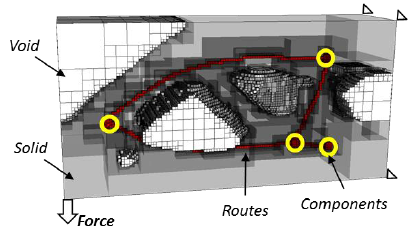 Void
Solid
Force
Routes
Components